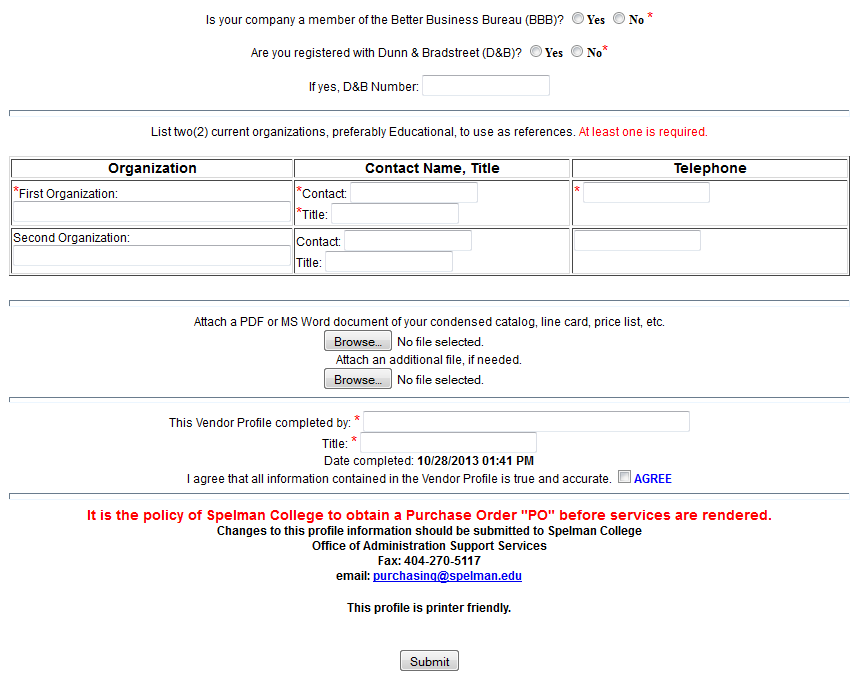 Is your company a member of the Better Business Bureau (BBB)? Yes No *
Are you registered with Dunn & Bradstreet (D&B)? Yes No*
If yes, D&B Number:
List two(2) current organizations, preferably Educational, to use as references. At least one is required.
Organization Contact Name, Title Telephone
*First Organization: *Contact: *
*Title:
Second Organization: Contact:
Title:
Attach a PDF or MS Word document of your condensed catalog, line card, price list, etc.
Browse... No file selected.
Attach an additional file, if needed.
Browse... No file selected.
This Vendor Profile completed by: *
Title: *
Date completed: 10/28/2013 01:41 PM
I agree that all information contained in the Vendor Profile is true and accurate. AGREE
It is the policy of Spelman College to obtain a Purchase Order "PO" before services are rendered.
Changes to this profile information should be submitted to Spelman College
Office of Administration Support Services
Fax: 404-270-5117
email: purchasing@spelman.edu
This profile is printer friendly.
Submit